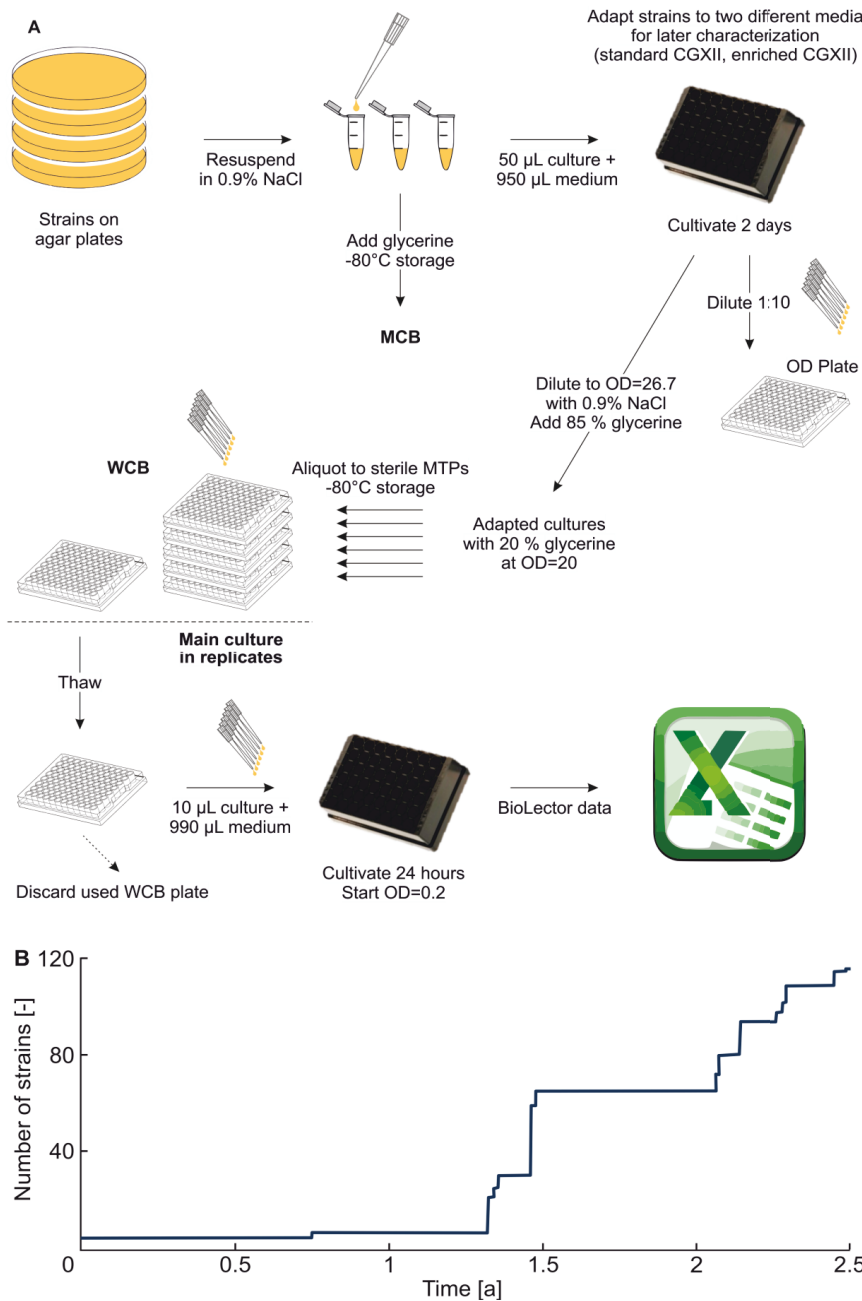 A
Adapt strains to two different media
for later characterization
(standard CGXII, enriched CGXII)
Resuspend
in 0.9% NaCl
50 µL culture +
950 µL medium
Strains on
agar plates
Cultivate 2 days
Add glycerine
-80°C storage
MCB
Dilute 1:10
OD Plate
Dilute to OD=26.7
with 0.9% NaCl
Add 85 % glycerine
WCB
Aliquot to sterile MTPs
-80°C storage
Adapted cultures
with 20 % glycerine
at OD=20
Main culture
in replicates
Thaw
10 µL culture +
990 µL medium
BioLector data
X
Cultivate 24 hours
Start OD=0.2
Discard used WCB plate
B
Number of strains [-]
120
80
40
0
0.5
1
1.5
2
2.5
Time [a]